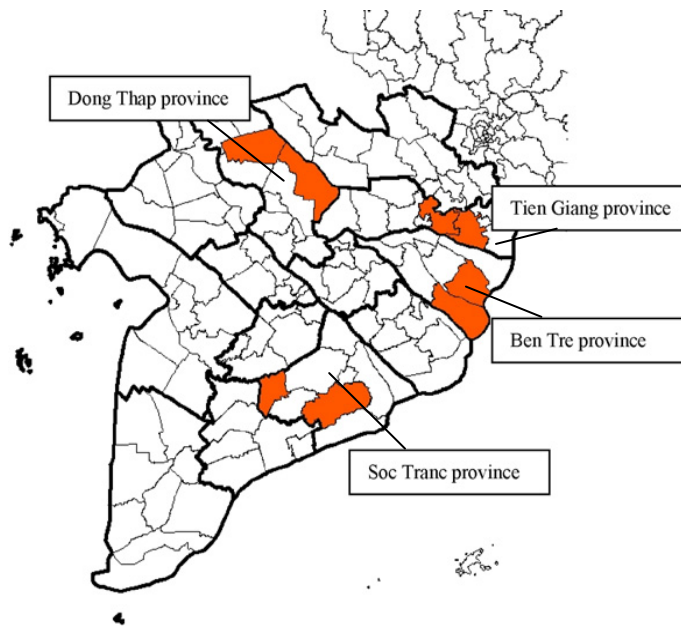 Dong Thap province
Tien Giang province
Ben Tre province
Soc Tranc province